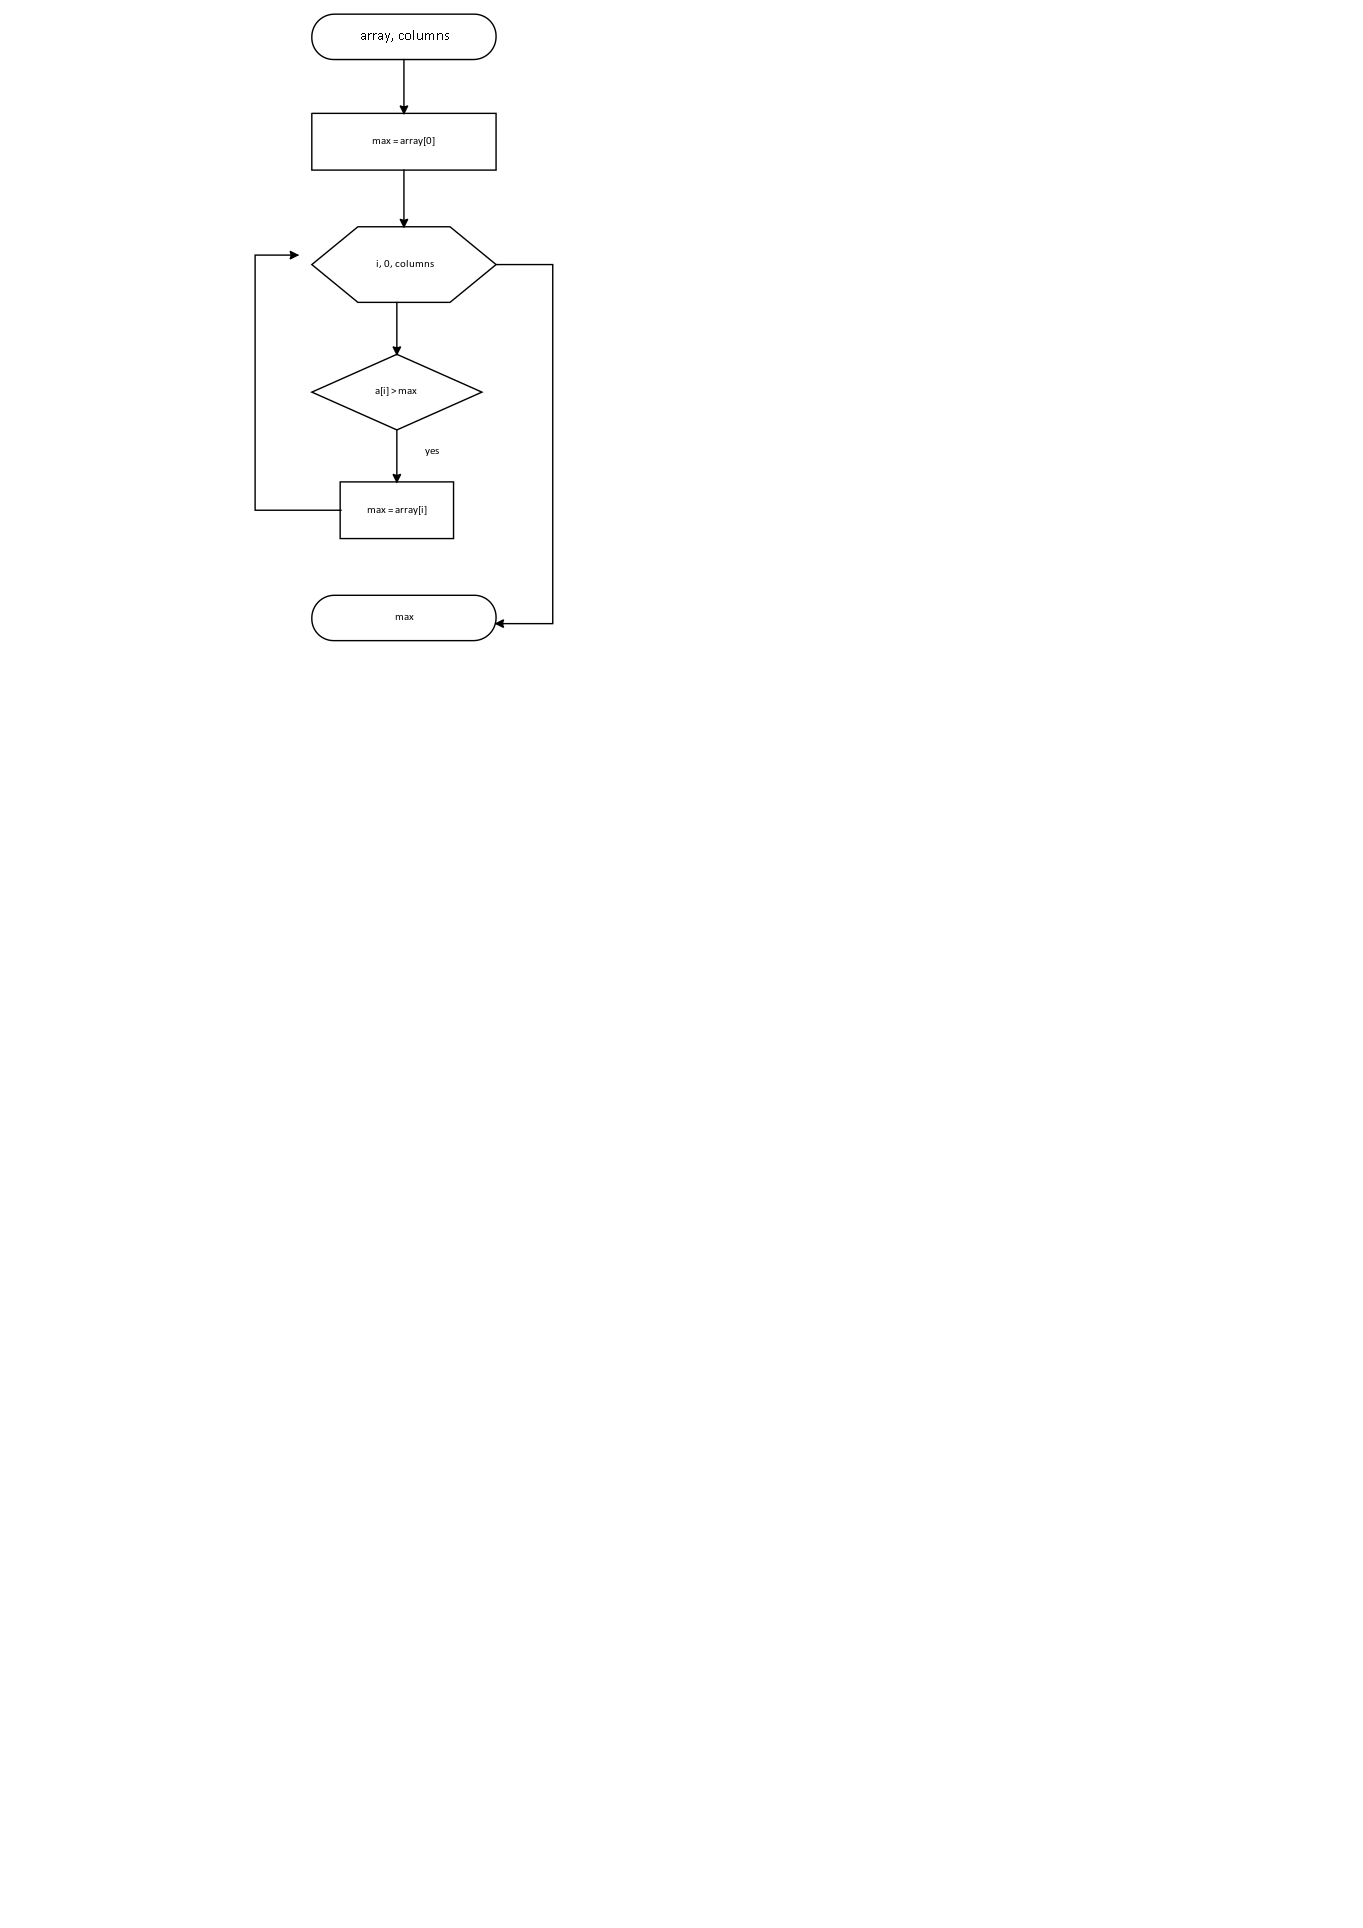 array, columns
max = array[0]
i, 0, columns
a[i] > max
yes
max = array[i]
max